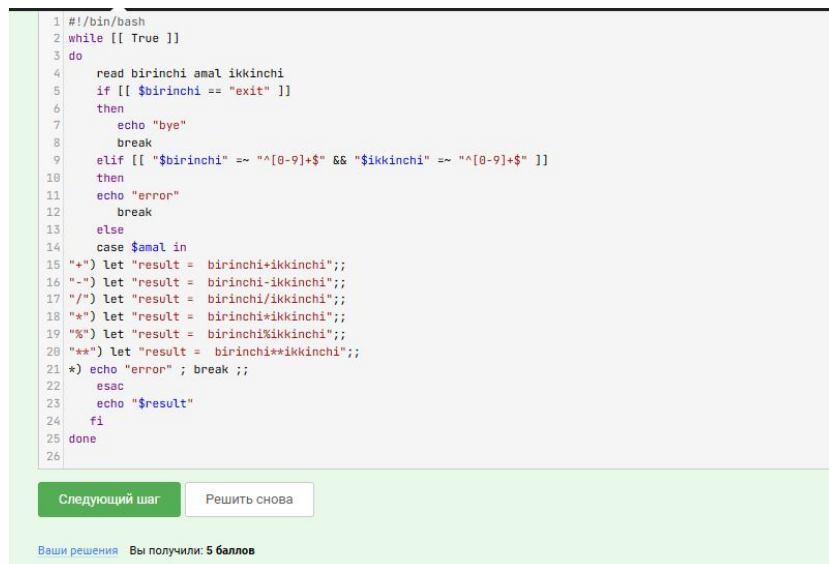 1 #!/bin/bash
2 while [[ True ]]
3 do
4 read birinchi amal ikkinchi
5 if [[ $birinchi == "exit" ]]
6 then
7 echo "bye"
8 break
9 elif [[ "$birinchi" =~ "^[0-9]+$" && "$ikkinchi" =~ "^[0-9]+$" ]]
10 then
11 echo "error"
12 break
13 else
14 case $amal in
15 "+") let "result =  birinchi+ikkinchi";;
16 "-") let "result =  birinchi-ikkinchi";;
17 "/") let "result =  birinchi/ikkinchi";;
18 "*") let "result =  birinchi*ikkinchi";;
19 "%") let "result =  birinchi%ikkinchi";;
20 "**") let "result =  birinchi**ikkinchi";;
21 *) echo "error" ; break ;;
22 esac
23 echo "$result"
24 fi
25 done
26
Следующий шаг Решить снова
Ваши решения Вы получили: 5 баллов